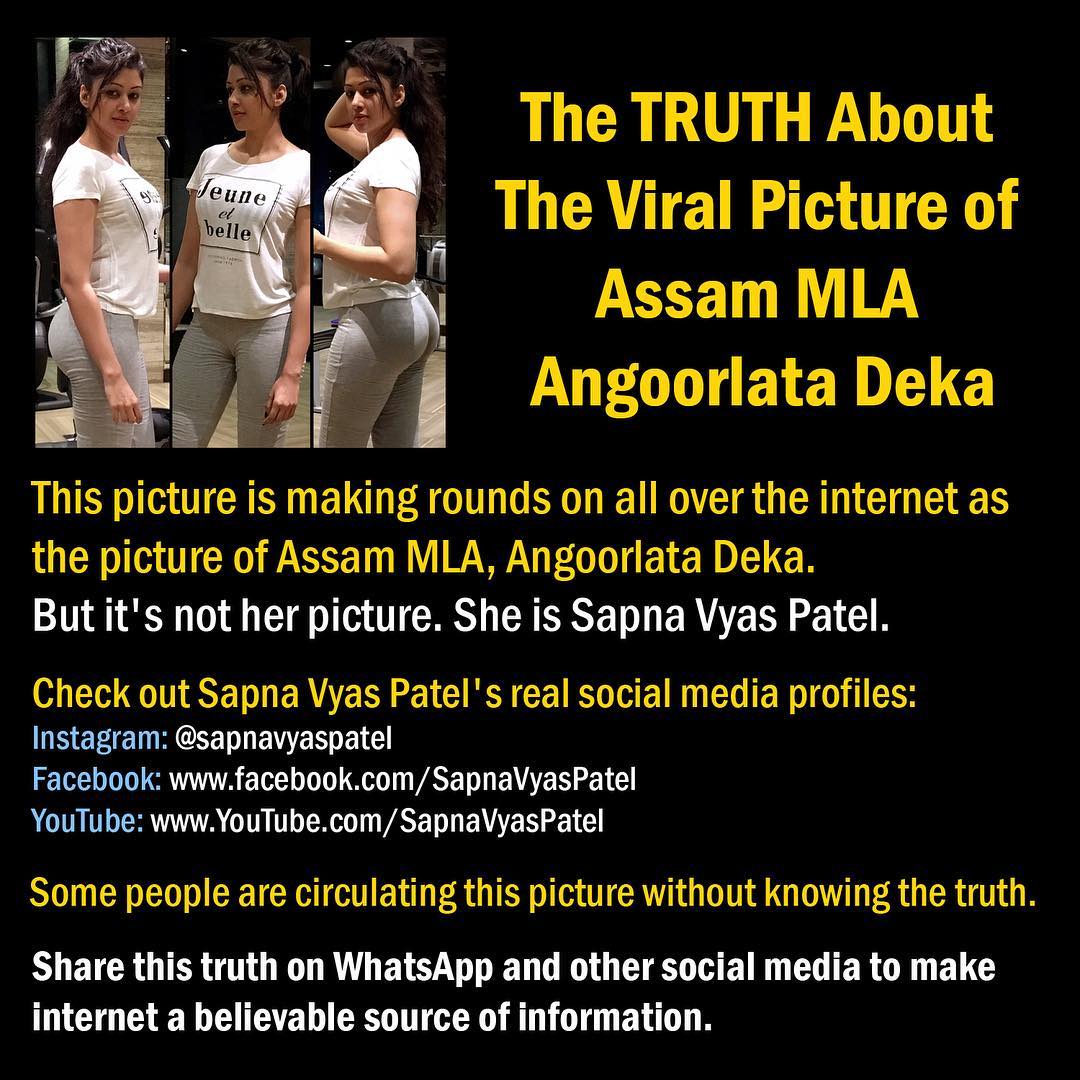 Jeune
et
belle
The TRUTH About
The Viral Picture of
Assam MLA
Angoorlata Deka
This picture is making rounds on all over the internet as
the picture of Assam MLA, Angoorlata Deka.
But it's not her picture. She is Sapna Vyas Patel.
Check out Sapna Vyas Patel's real social media profiles:
Instagram: @sapnavyaspatel
Facebook: www.facebook.com/SapnaVyasPatel
YouTube: www.YouTube.com/SapnaVyasPatel
Some people are circulating this picture without knowing the truth.
Share this truth on WhatsApp and other social media to make
internet a believable source of information.